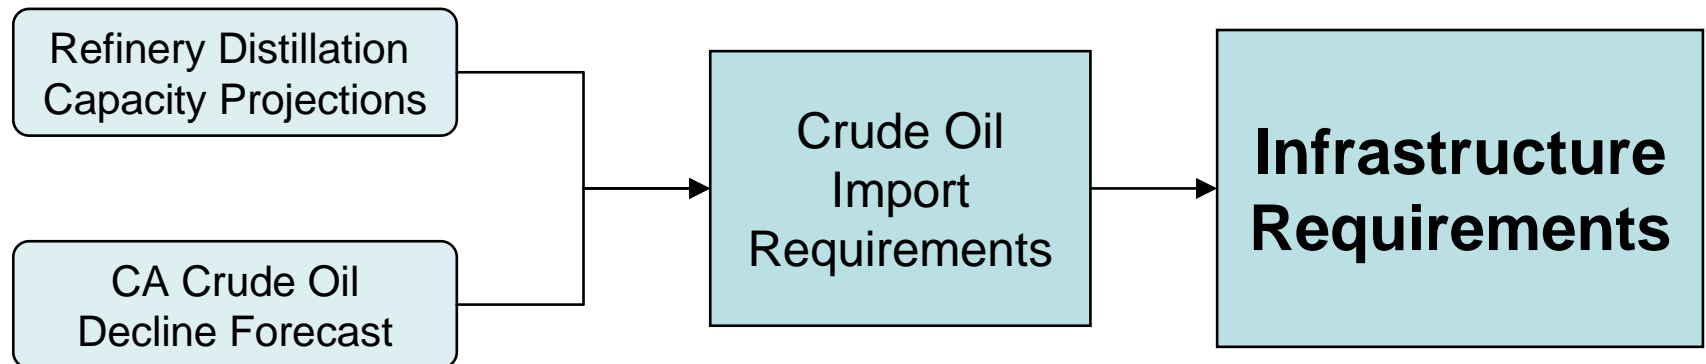 Refinery Distillation
Capacity Projections
CA Crude Oil
Decline Forecast
Crude Oil
Import
Requirements
Infrastructure
Requirements